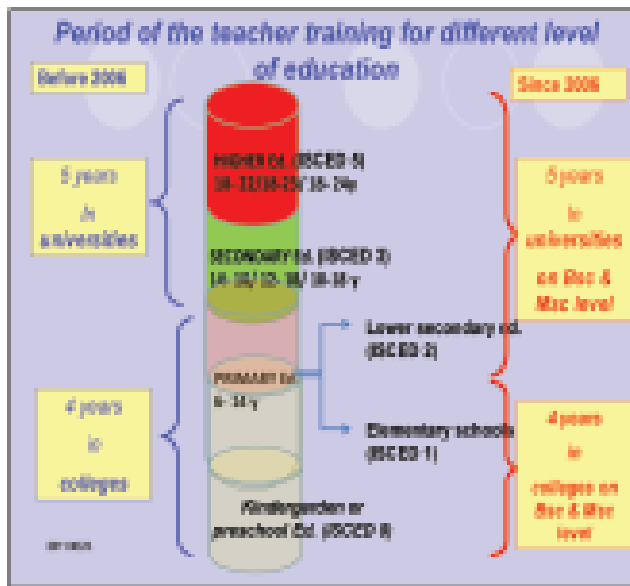 Period of the teacher training for different level
of education
Before 2006
Since 2006
5 years
in
universities
HIGHER Ed. (ISCED 5)
5 years
in
universities
on Bsc &
Msc level
SECONDARY Ed. (ISCED 3)
Lower secondary ed.
(ISCED-2)
PRIMARY Ed.
6- 14 y
4 years
in
colleges
Elementary schools
(ISCED-1)
4 years
in
colleges on
Bsc & Msc
level
Kindergarden or
preschool Ed. (ISCED 0)